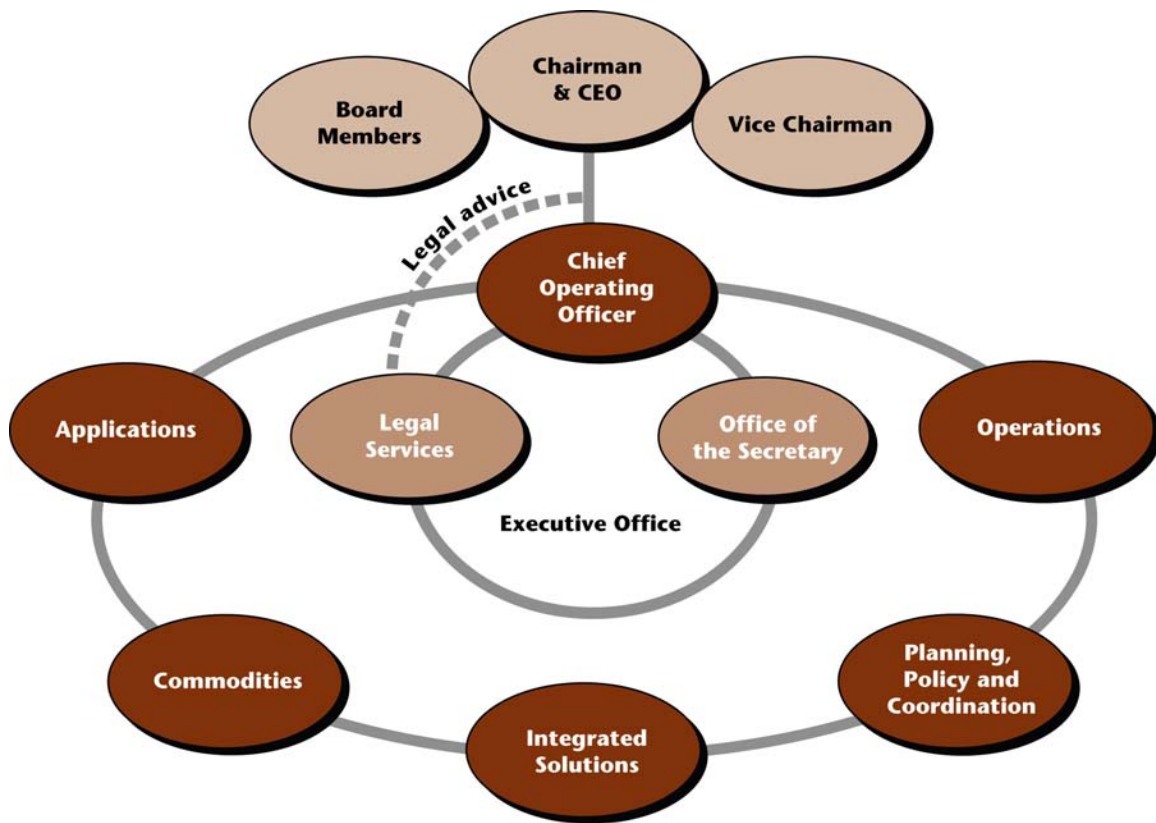 Chairman
& CEO
Board
Members
Vice Chairman
Legal advice
Chief
Operating
Officer
Applications
Legal
Services
Office of
the Secretary
Operations
Executive Office
Commodities
Planning,
Policy and
Coordination
Integrated
Solutions